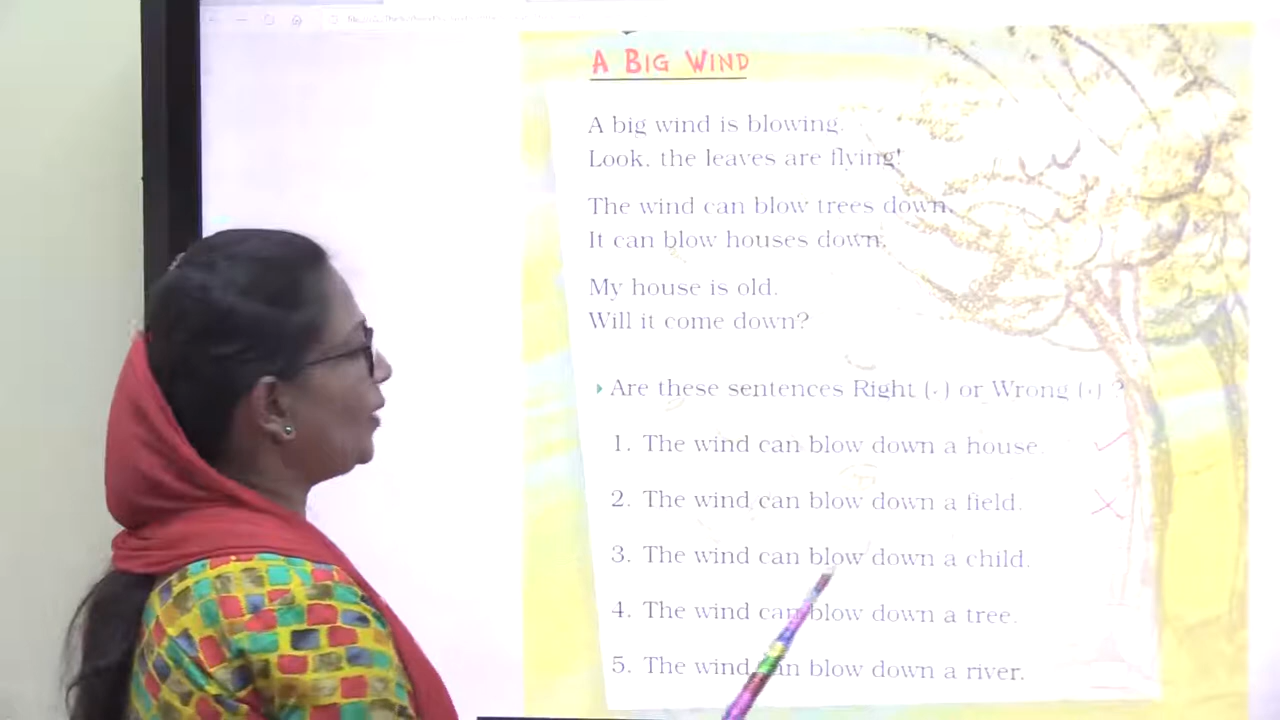 A BIG WIND
A big wind is blowing.
Look, the leaves are flying!
The wind can blow trees down.
It can blow houses down.
My house is old.
Will it come down?
Are these sentences Right (✓) or Wrong (×) ?
1. The wind can blow down a house. ✓
2. The wind can blow down a field. ×
3. The wind can blow down a child.
4. The wind can blow down a tree.
5. The wind can blow down a river.